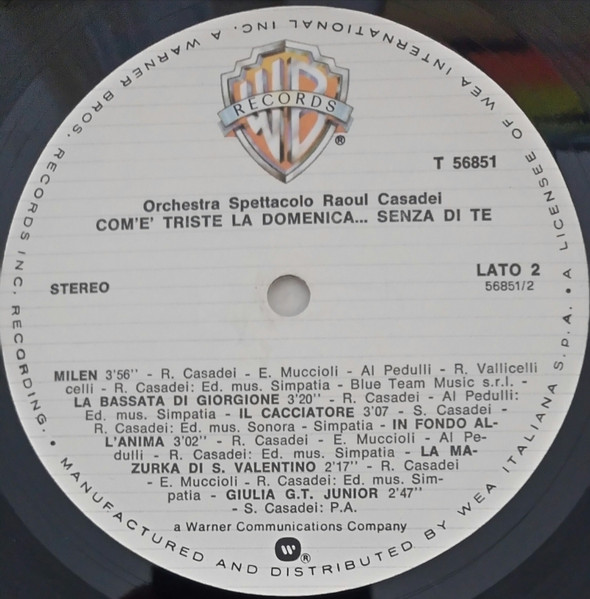 WB
RECORDS
®
T 56851
Orchestra Spettacolo Raoul Casadei
COM'E' TRISTE LA DOMENICA... SENZA DI TE
STEREO
LATO 2
56851/2
MILEN 3'56" - R. Casadei - E. Muccioli - Al Pedulli - R. Vallicelli
celli - R. Casadei: Ed. mus. Simpatia - Blue Team Music s.r.l. -
LA BASSATA DI GIORGIONE 3'20" - R. Casadei - Al Pedulli:
Ed. mus. Simpatia - IL CACCIATORE 3'07 - S. Casadei -
R. Casadei: Ed. mus. Sonora - Simpatia - IN FONDO AL-
L'ANIMA 3'02" - R. Casadei - E. Muccioli - Al Pe-
dulli - R. Casadei: Ed. mus. Simpatia - LA MA-
ZURKA DI S. VALENTINO 2'17" - R. Casadei
- E. Muccioli - R. Casadei: Ed. mus. Sim-
patia - GIULIA G.T. JUNIOR 2'47"
- S. Casadei: P.A.
a Warner Communications Company
®
MANUFACTURED AND DISTRIBUTED BY WEA ITALIANA S.p.A. • A LICENSEE OF WEA INTERNATIONAL INC. A WARNER BROS. RECORDS INC. RECORDING. •